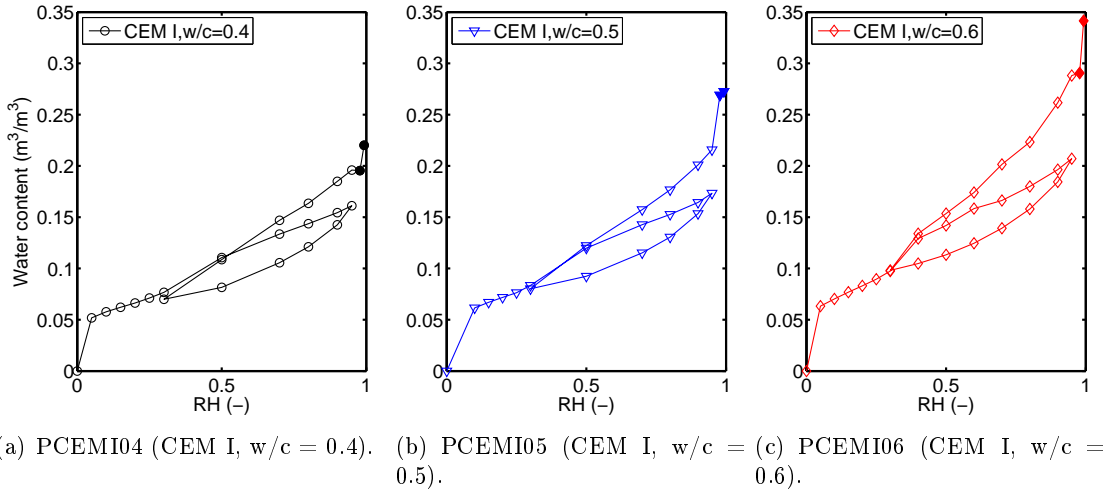 CEM I,w/c=0.4
CEM I,w/c=0.5
CEM I,w/c=0.6
Water content (m³/m³)
0.35
0.3
0.25
0.2
0.15
0.1
0.05
0
0 0.5 1
RH (−)
0.35
0.3
0.25
0.2
0.15
0.1
0.05
0
0 0.5 1
RH (−)
0.35
0.3
0.25
0.2
0.15
0.1
0.05
0
0 0.5 1
RH (−)
a) PCEMI04 (CEM I, w/c = 0.4).
(b) PCEMI05 (CEM I, w/c =
0.5).
(c) PCEMI06 (CEM I, w/c =
0.6).